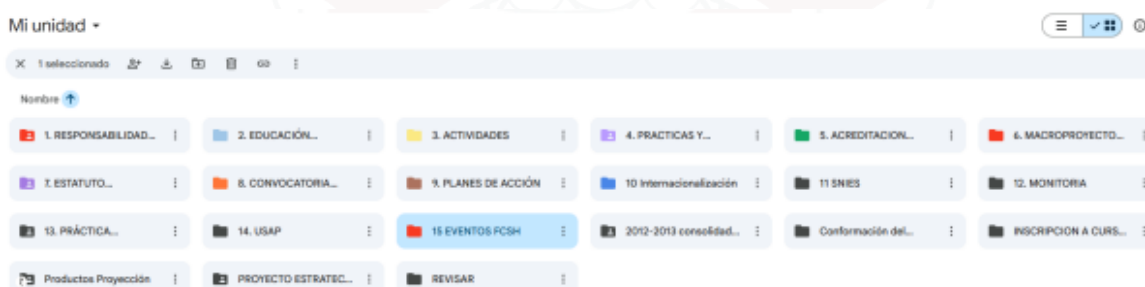 Mi unidad
1 seleccionado
Nombre
1. RESPONSABILIDAD... 2. EDUCACIÓN... 3. ACTIVIDADES 4. PRACTICAS Y... 5. ACREDITACION... 6. MACROPROYECTO...
7. ESTATUTO... 8. CONVOCATORIA... 9. PLANES DE ACCIÓN 10 Internacionalización 11 SNIES 12. MONITORIA
13. PRÁCTICA... 14. USAP 15 EVENTOS FCSH 2012-2013 consolidad... Conformación del... INSCRIPCION A CURS...
Productos Proyección PROYECTO ESTRATEC... REVISAR